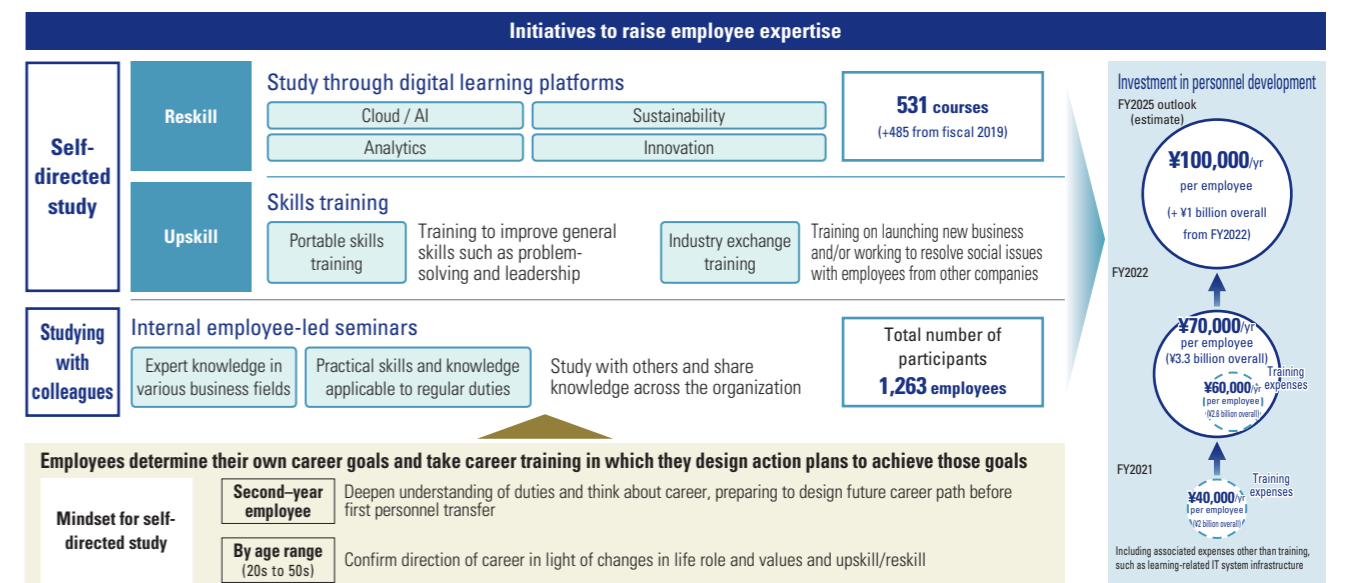 Initiatives to raise employee expertise
Self-
directed
study
Reskill
Study through digital learning platforms
Cloud / AI
Sustainability
Analytics
Innovation
531 courses
(+485 from fiscal 2019)
Upskill
Skills training
Portable skills
training
Training to improve general
skills such as problem-
solving and leadership
Industry exchange
training
Training on launching new business
and/or working to resolve social issues
with employees from other companies
Studying
with
colleagues
Internal employee-led seminars
Expert knowledge in
various business fields
Practical skills and knowledge
applicable to regular duties
Study with others and share
knowledge across the organization
Total number of
participants
1,263 employees
Employees determine their own career goals and take career training in which they design action plans to achieve those goals
Mindset for self-
directed study
Second–year
employee
Deepen understanding of duties and think about career, preparing to design future career path before
first personnel transfer
By age range
(20s to 50s)
Confirm direction of career in light of changes in life role and values and upskill/reskill
Investment in personnel development
FY2025 outlook
(estimate)
¥100,000/yr
per employee
(+ ¥1 billion overall
from FY2022)
FY2022
¥70,000/yr
per employee
(¥3.3 billion overall)
Training
expenses
¥60,000/yr
per employee
(¥2.6 billion overall)
FY2021
Training
expenses
¥40,000/yr
per employee
(¥2 billion overall)
Including associated expenses other than training,
such as learning-related IT system infrastructure